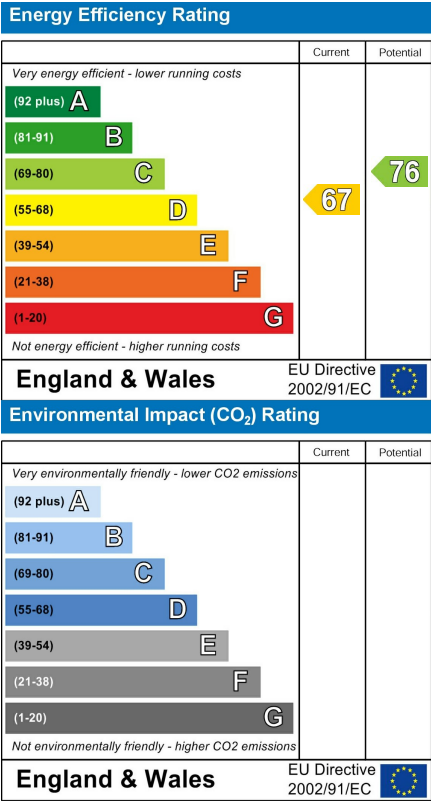 Energy Efficiency Rating
Current Potential
Very energy efficient - lower running costs
(92 plus) A
(81-91) B
(69-80) C
(55-68) D
(39-54) E
(21-38) F
(1-20) G
67
76
Not energy efficient - higher running costs
England & Wales
EU Directive
2002/91/EC
Environmental Impact (CO₂) Rating
Current Potential
Very environmentally friendly - lower CO2 emissions
(92 plus) A
(81-91) B
(69-80) C
(55-68) D
(39-54) E
(21-38) F
(1-20) G
Not environmentally friendly - higher CO2 emissions
England & Wales
EU Directive
2002/91/EC